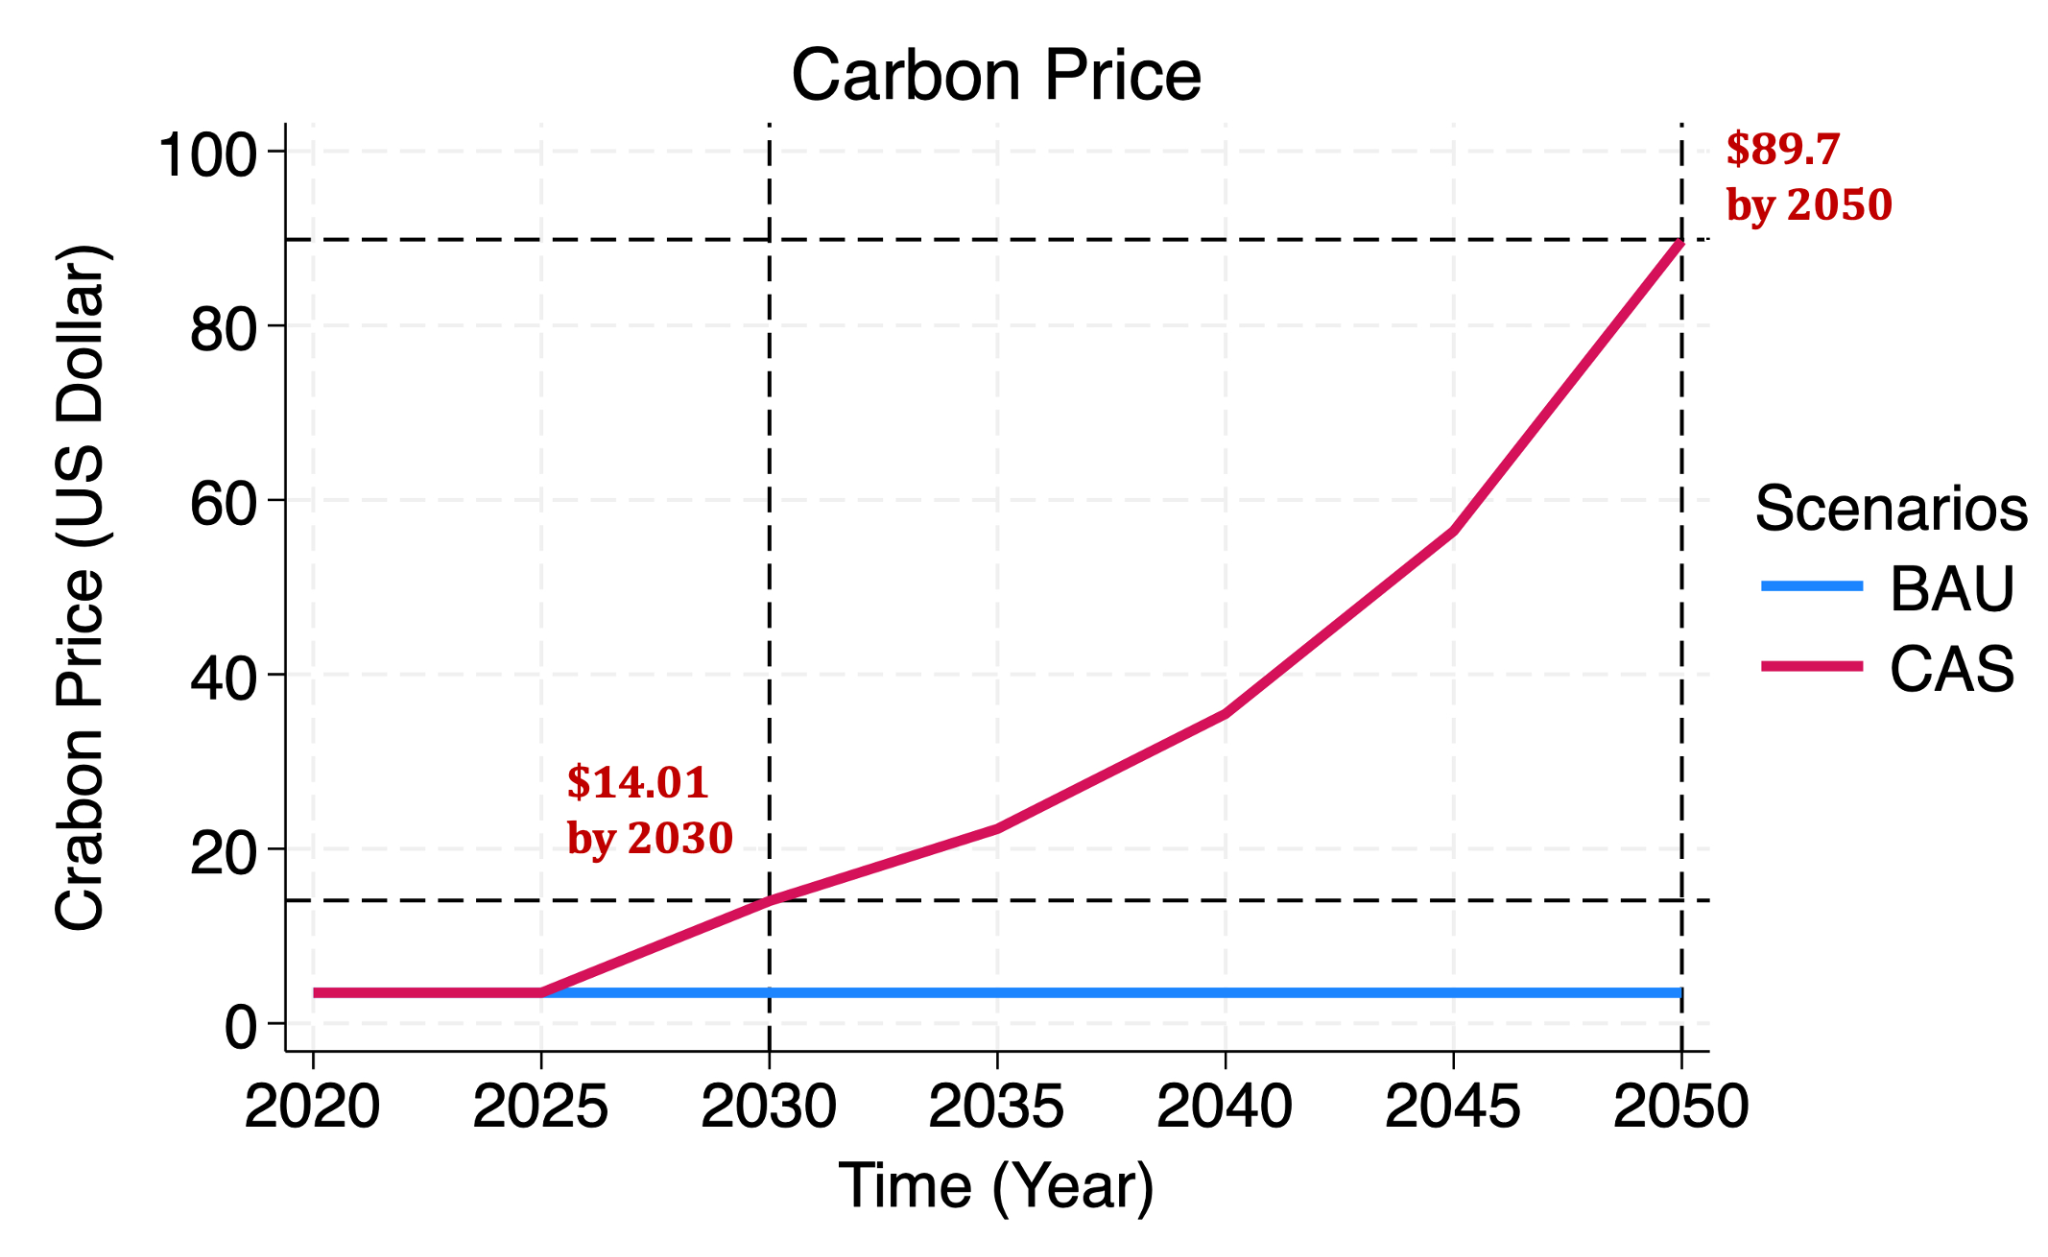 Carbon Price
Crabon Price (US Dollar)
100
80
60
40
20
0
$89.7
by 2050
$14.01
by 2030
Scenarios
BAU
CAS
2020 2025 2030 2035 2040 2045 2050
Time (Year)